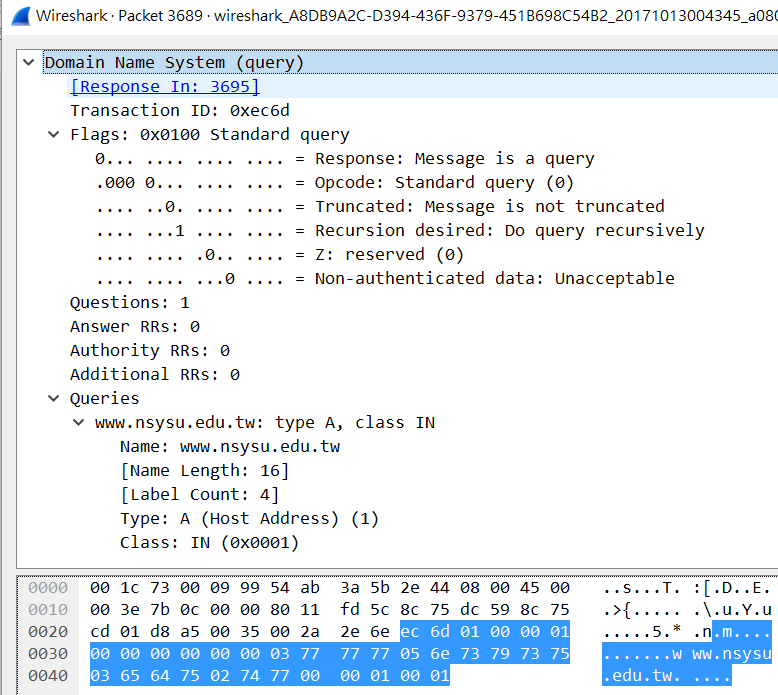 Wireshark · Packet 3689 · wireshark_A8DB9A2C-D394-436F-9379-451B698C54B2_20171013004345_a080
Domain Name System (query)
[Response In: 3695]
Transaction ID: 0xec6d
Flags: 0x0100 Standard query
0... .... .... .... = Response: Message is a query
.000 0... .... .... = Opcode: Standard query (0)
.... ..0. .... .... = Truncated: Message is not truncated
.... ...1 .... .... = Recursion desired: Do query recursively
.... .... .0.. .... = Z: reserved (0)
.... .... ...0 .... = Non-authenticated data: Unacceptable
Questions: 1
Answer RRs: 0
Authority RRs: 0
Additional RRs: 0
Queries
www.nsysu.edu.tw: type A, class IN
Name: www.nsysu.edu.tw
[Name Length: 16]
[Label Count: 4]
Type: A (Host Address) (1)
Class: IN (0x0001)
0000 00 1c 73 00 09 99 54 ab 3a 5b 2e 44 08 00 45 00 ..s...T. :[.D..E.
0010 00 3e 7b 0c 00 00 80 11 fd 5c 8c 75 dc 59 8c 75 .>{..... .\.u.Y.u
0020 cd 01 d8 a5 00 35 00 2a 2e 6e ec 6d 01 00 00 01 .....5.* .n.m....
0030 00 00 00 00 00 00 03 77 77 77 05 6e 73 79 73 75 .......w ww.nsysu
0040 03 65 64 75 02 74 77 00 00 01 00 01 .edu.tw. ....